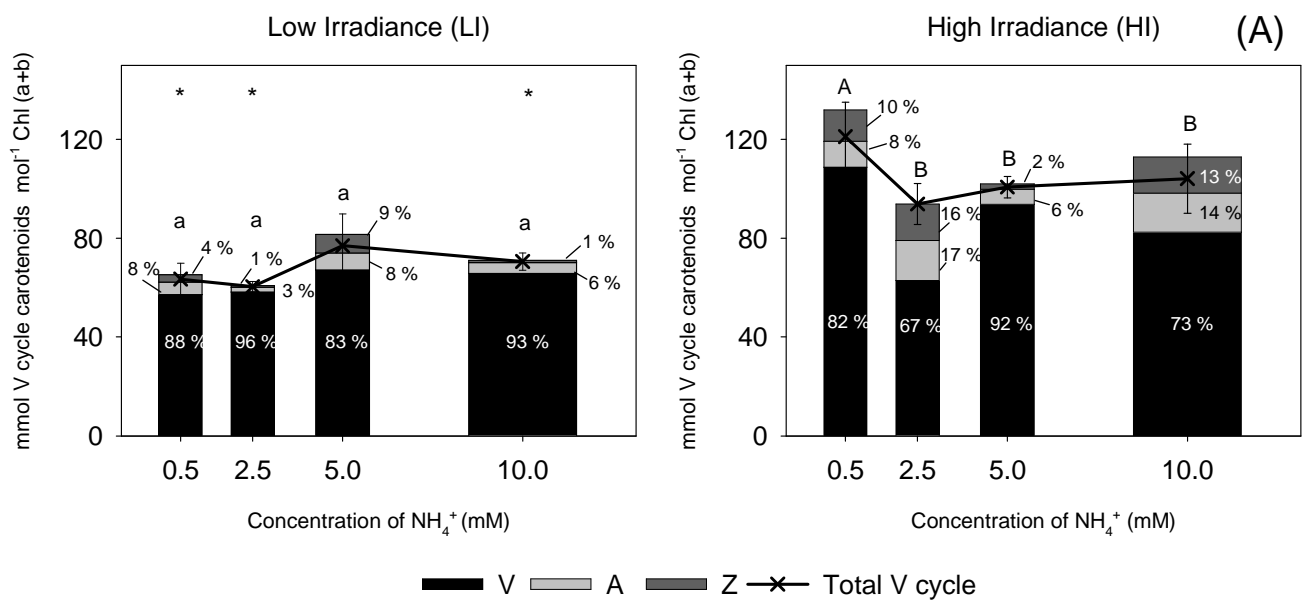 Low Irradiance (LI)
High Irradiance (HI)
(A)
mmol V cycle carotenoids mol⁻¹ Chl (a+b)
120
80
40
0
* * *
a a a a
8 % 4 % 1 % 3 % 9 % 8 % 1 % 6 %
88 % 96 % 83 % 93 %
0.5 2.5 5.0 10.0
Concentration of NH₄⁺ (mM)
mmol V cycle carotenoids mol⁻¹ Chl (a+b)
120
80
40
0
A B B B
10 % 8 % 16 % 17 % 2 % 6 % 13 % 14 %
82 % 67 % 92 % 73 %
0.5 2.5 5.0 10.0
Concentration of NH₄⁺ (mM)
V A Z Total V cycle